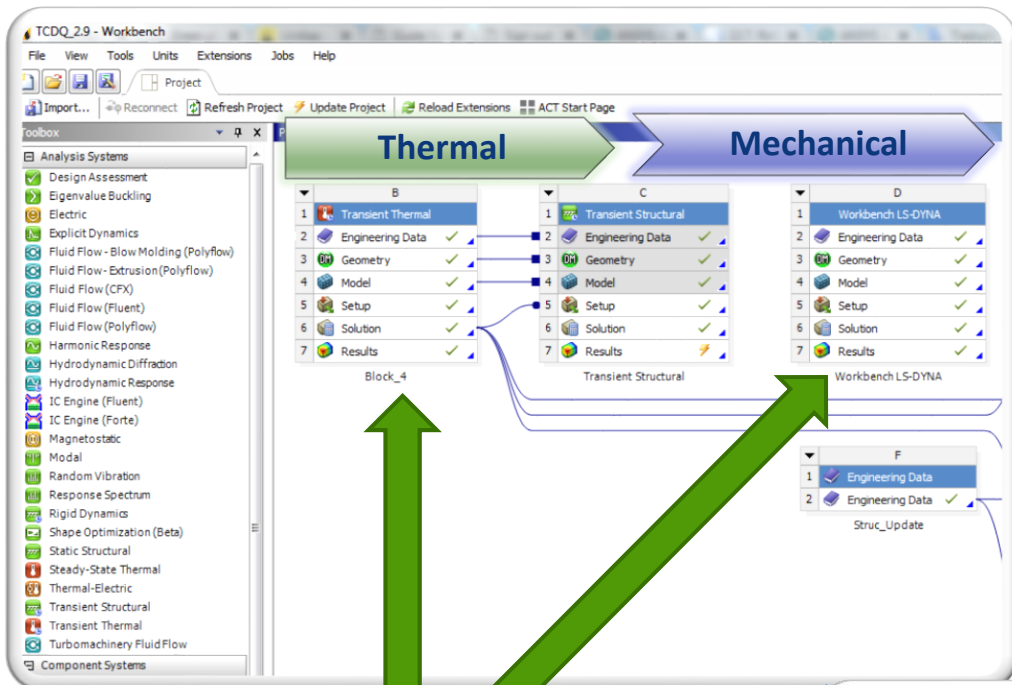 TCDQ_2.9 - Workbench
File View Tools Units Extensions Jobs Help
Project
Import... Reconnect Refresh Project Update Project Reload Extensions ACT Start Page
Toolbox
Thermal
Mechanical
Analysis Systems
Design Assessment
Eigenvalue Buckling
Electric
Explicit Dynamics
Fluid Flow - Blow Molding (Polyflow)
Fluid Flow - Extrusion (Polyflow)
Fluid Flow (CFX)
Fluid Flow (Fluent)
Fluid Flow (Polyflow)
Harmonic Response
Hydrodynamic Diffraction
Hydrodynamic Response
IC Engine (Fluent)
IC Engine (Forte)
Magnetostatic
Modal
Random Vibration
Response Spectrum
Rigid Dynamics
Shape Optimization (Beta)
Static Structural
Steady-State Thermal
Thermal-Electric
Transient Structural
Transient Thermal
Turbomachinery Fluid Flow
Component Systems
B
1 Transient Thermal
2 Engineering Data
3 Geometry
4 Model
5 Setup
6 Solution
7 Results
Block_4
C
1 Transient Structural
2 Engineering Data
3 Geometry
4 Model
5 Setup
6 Solution
7 Results
Transient Structural
D
1 Workbench LS-DYNA
2 Engineering Data
3 Geometry
4 Model
5 Setup
6 Solution
7 Results
Workbench LS-DYNA
F
1 Engineering Data
2 Engineering Data
Struc_Update